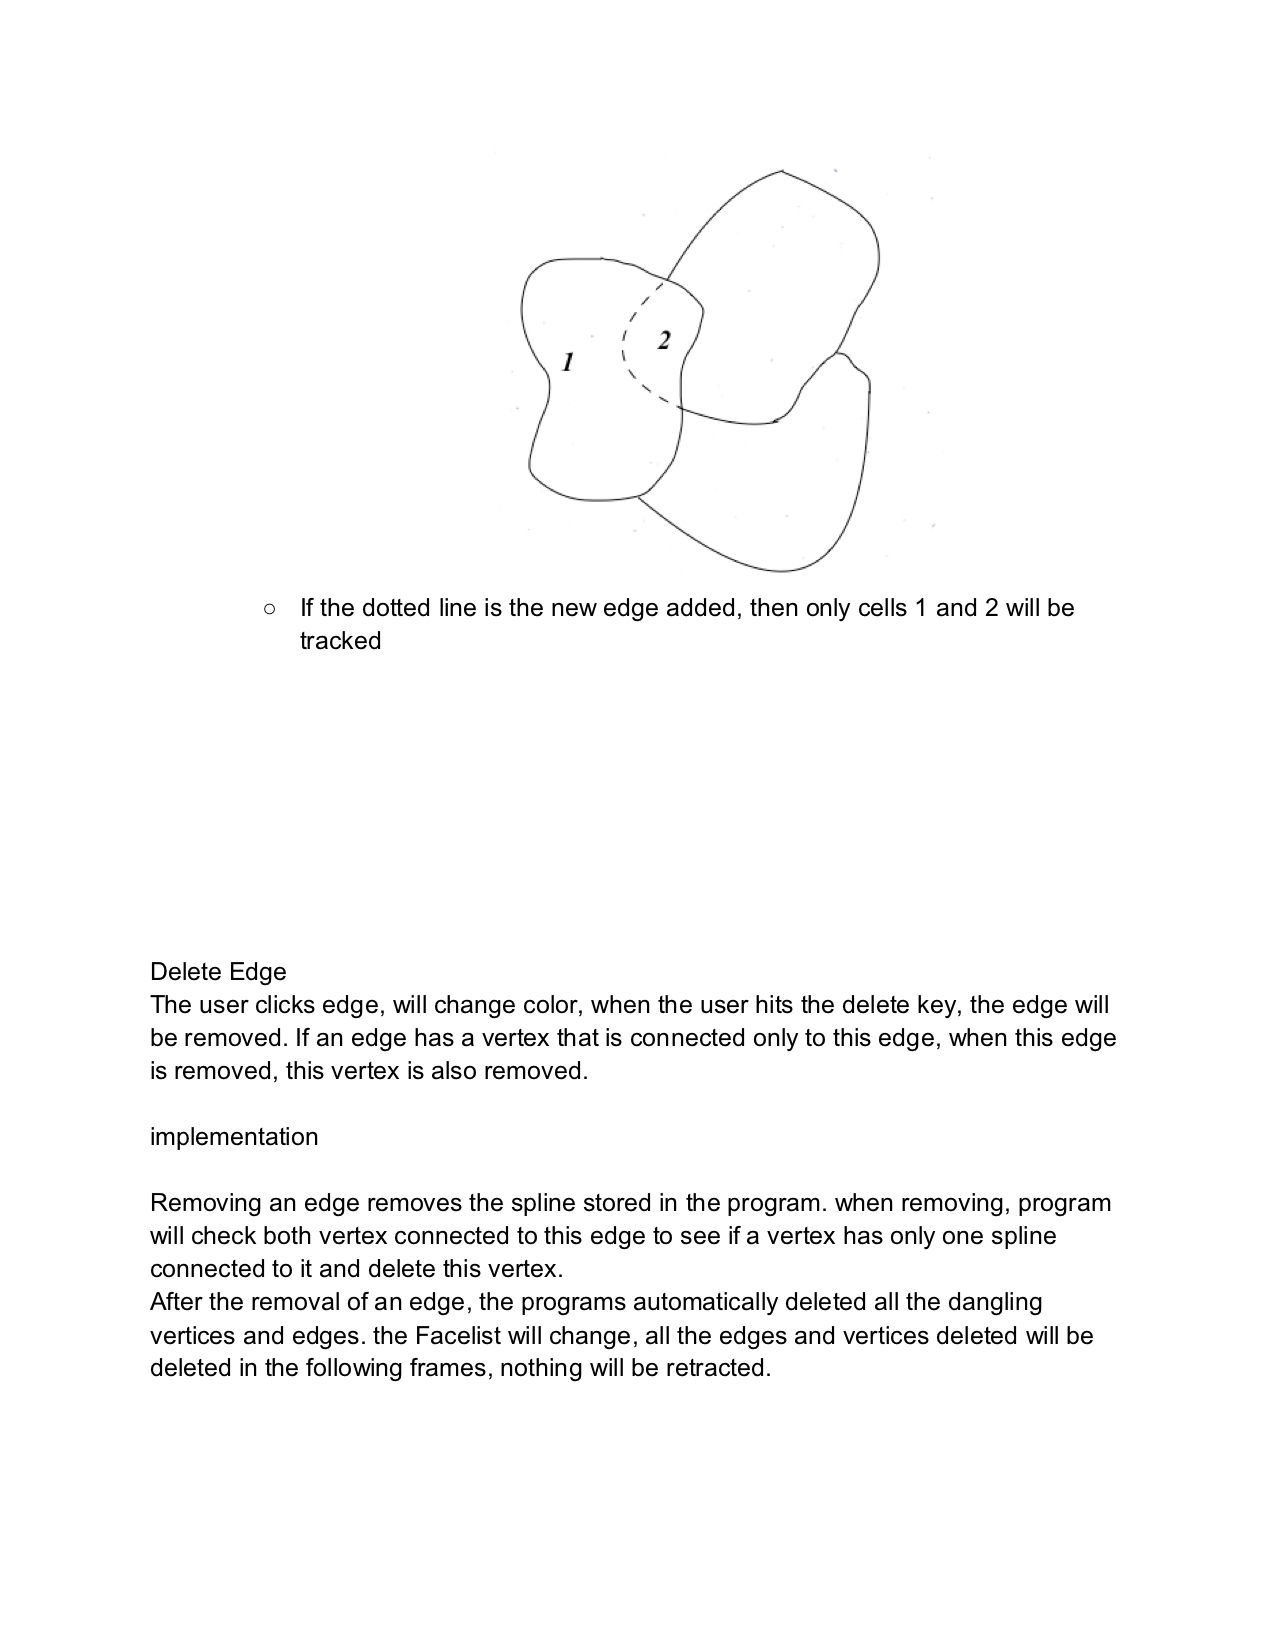 1
2
○ If the dotted line is the new edge added, then only cells 1 and 2 will be
tracked
Delete Edge
The user clicks edge, will change color, when the user hits the delete key, the edge will
be removed. If an edge has a vertex that is connected only to this edge, when this edge
is removed, this vertex is also removed.
implementation
Removing an edge removes the spline stored in the program. when removing, program
will check both vertex connected to this edge to see if a vertex has only one spline
connected to it and delete this vertex.
After the removal of an edge, the programs automatically deleted all the dangling
vertices and edges. the Facelist will change, all the edges and vertices deleted will be
deleted in the following frames, nothing will be retracted.